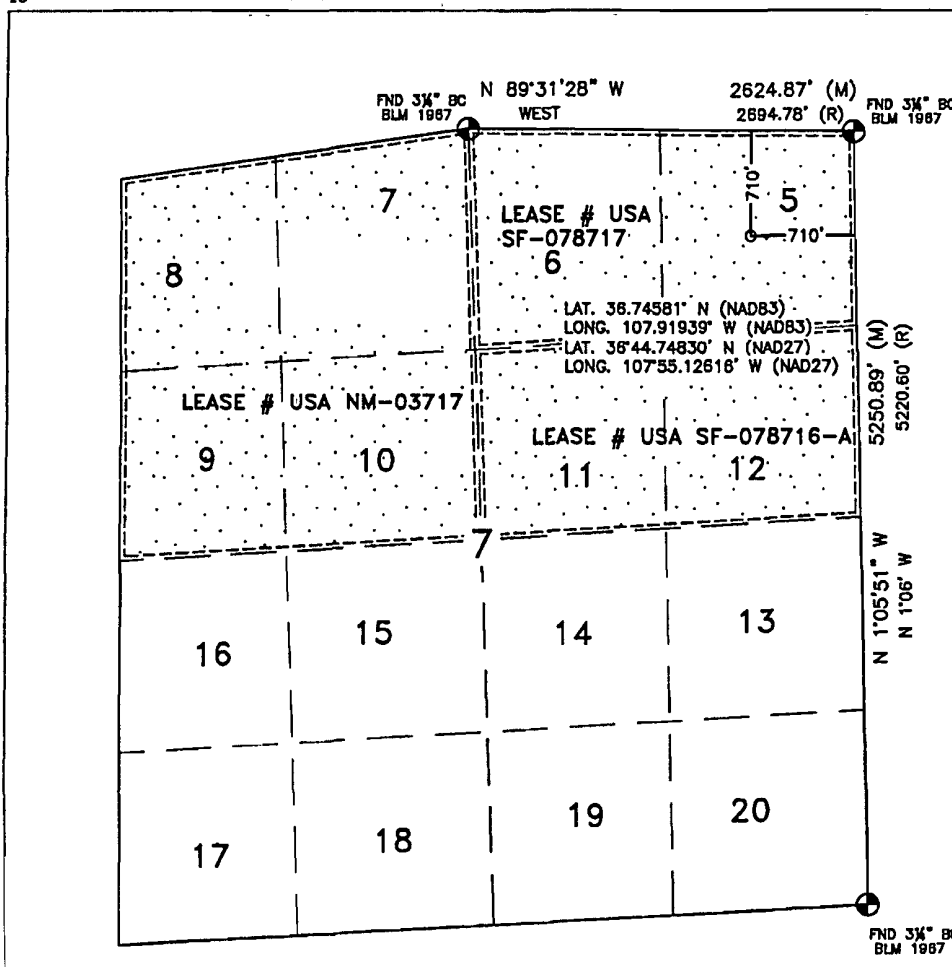 FND 3¼" BC
BLM 1967
N 89°31'28" W
WEST
2624.87' (M)
2694.78' (R)
FND 3¼" BC
BLM 1967
7
5
710'
710'
LEASE # USA
SF-078717
6
8
LAT. 36.74581° N (NAD83)
LONG. 107.91939° W (NAD83)
LAT. 36°44.74830' N (NAD27)
LONG. 107°55.12616' W (NAD27)
5250.89' (M)
5220.60' (R)
LEASE # USA NM-03717
LEASE # USA SF-078716-A
9
10
11
12
7
N 1°05'51" W
N 1°06' W
16
15
14
13
17
18
19
20
FND 3¼" B
BLM 1967